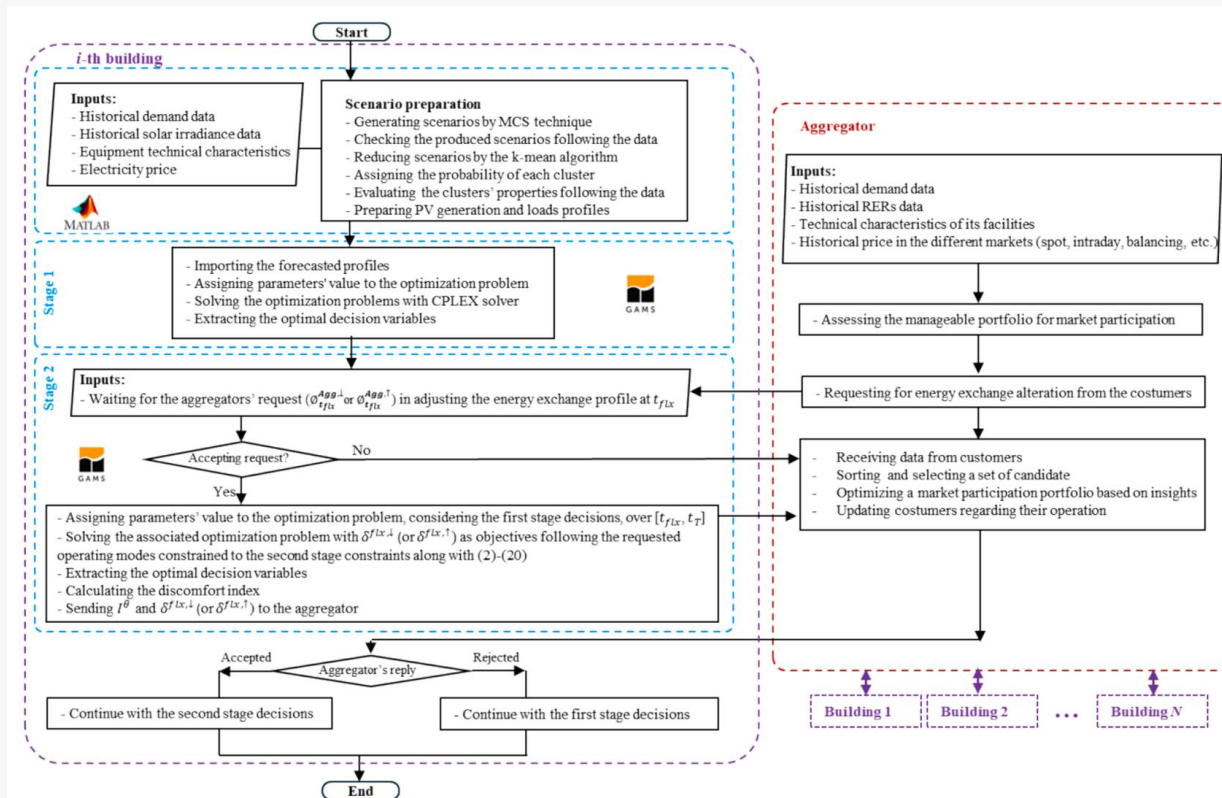 Start
i-th building
Inputs:
- Historical demand data
- Historical solar irradiance data
- Equipment technical characteristics
- Electricity price
MATLAB
Scenario preparation
- Generating scenarios by MCS technique
- Checking the produced scenarios following the data
- Reducing scenarios by the k-mean algorithm
- Assigning the probability of each cluster
- Evaluating the clusters' properties following the data
- Preparing PV generation and loads profiles
Stage 1
- Importing the forecasted profiles
- Assigning parameters' value to the optimization problem
- Solving the optimization problems with CPLEX solver
- Extracting the optimal decision variables
GAMS
Stage 2
Inputs:
- Waiting for the aggregators' request (∅_{t_{flx}}^{Agg,↓} or ∅_{t_{flx}}^{Agg,↑}) in adjusting the energy exchange profile at t_{flx}
GAMS
Accepting request?
No
Yes
- Assigning parameters' value to the optimization problem, considering the first stage decisions, over [t_{flx}, t_T]
- Solving the associated optimization problem with δ^{flx,↓} (or δ^{flx,↑}) as objectives following the requested
operating modes constrained to the second stage constraints along with (2)-(20)
- Extracting the optimal decision variables
- Calculating the discomfort index
- Sending I^θ and δ^{flx,↓} (or δ^{flx,↑}) to the aggregator
Aggregator's reply
Accepted
Rejected
- Continue with the second stage decisions
- Continue with the first stage decisions
End
Aggregator
Inputs:
- Historical demand data
- Historical RERs data
- Technical characteristics of its facilities
- Historical price in the different markets (spot, intraday, balancing, etc.)
- Assessing the manageable portfolio for market participation
- Requesting for energy exchange alteration from the costumers
- Receiving data from customers
- Sorting and selecting a set of candidate
- Optimizing a market participation portfolio based on insights
- Updating costumers regarding their operation
Building 1
Building 2
...
Building N